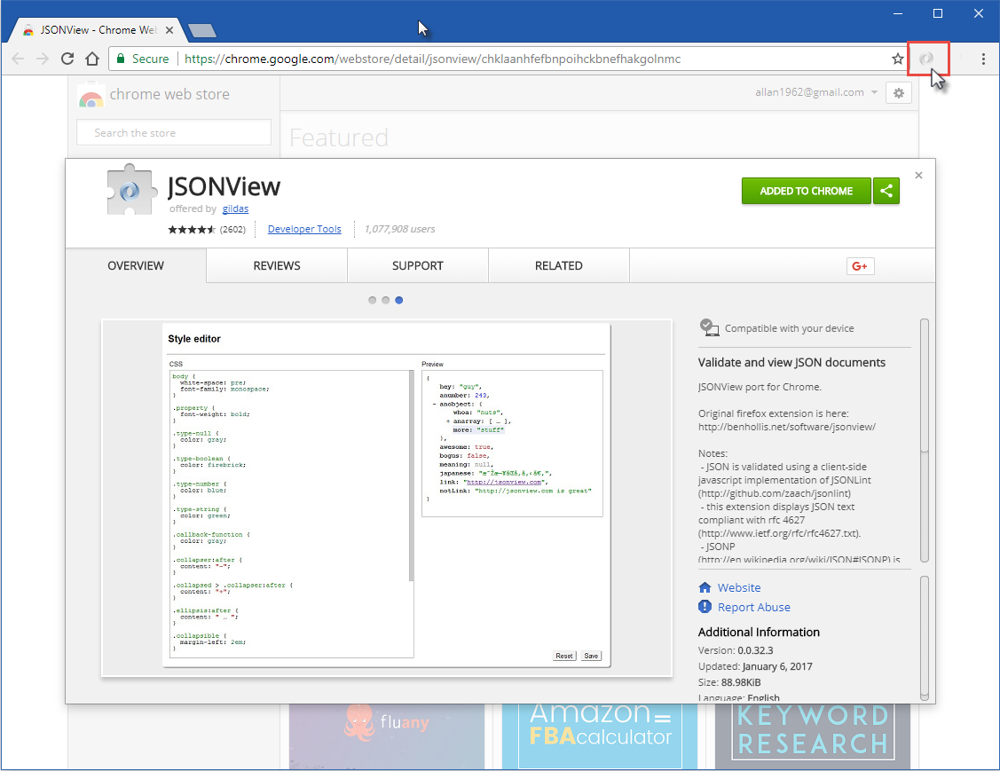 JSONView - Chrome Web
Secure
https://chrome.google.com/webstore/detail/jsonview/chklaanhfefbnpoihckbnefhakgolnmc
chrome web store
allan1962@gmail.com
Search the store
Featured
JSONView
offered by gildas
(2602)
Developer Tools
1,077,908 users
ADDED TO CHROME
OVERVIEW
REVIEWS
SUPPORT
RELATED
G+
Style editor
CSS
body {
white-space: pre;
font-family: monospace;
}
.property {
font-weight: bold;
}
.type-null {
color: gray;
}
.type-boolean {
color: firebrick;
}
.type-number {
color: blue;
}
.type-string {
color: green;
}
.callback-function {
color: gray;
}
.collapser:after {
content: "-";
}
.collapsed > .collapser:after {
content: "+";
}
.ellipsis:after {
content: " … ";
}
.collapsible {
margin-left: 2em;
}
Preview
{
hey: "guy",
anumber: 243,
- anobject: {
whoa: "nuts",
+ anarray: [ … ],
more: "stuff"
},
awesome: true,
bogus: false,
meaning: null,
japanese:
link: "http://jsonview.com",
notLink: "http://jsonview.com is great"
}
Reset
Save
Compatible with your device
Validate and view JSON documents
JSONView port for Chrome.
Original firefox extension is here:
http://benhollis.net/software/jsonview/
Notes:
- JSON is validated using a client-side
javascript implementation of JSONLint
(http://github.com/zaach/jsonlint)
- this extension displays JSON text
compliant with rfc 4627
(http://www.ietf.org/rfc/rfc4627.txt).
- JSONP
(http://en.wikipedia.org/wiki/JSON#JSONP) is
Website
Report Abuse
Additional Information
Version: 0.0.32.3
Updated: January 6, 2017
Size: 88.98KiB
Language: English
fluany
Amazon=
FBAcalculator
KEYWORD
RESEARCH